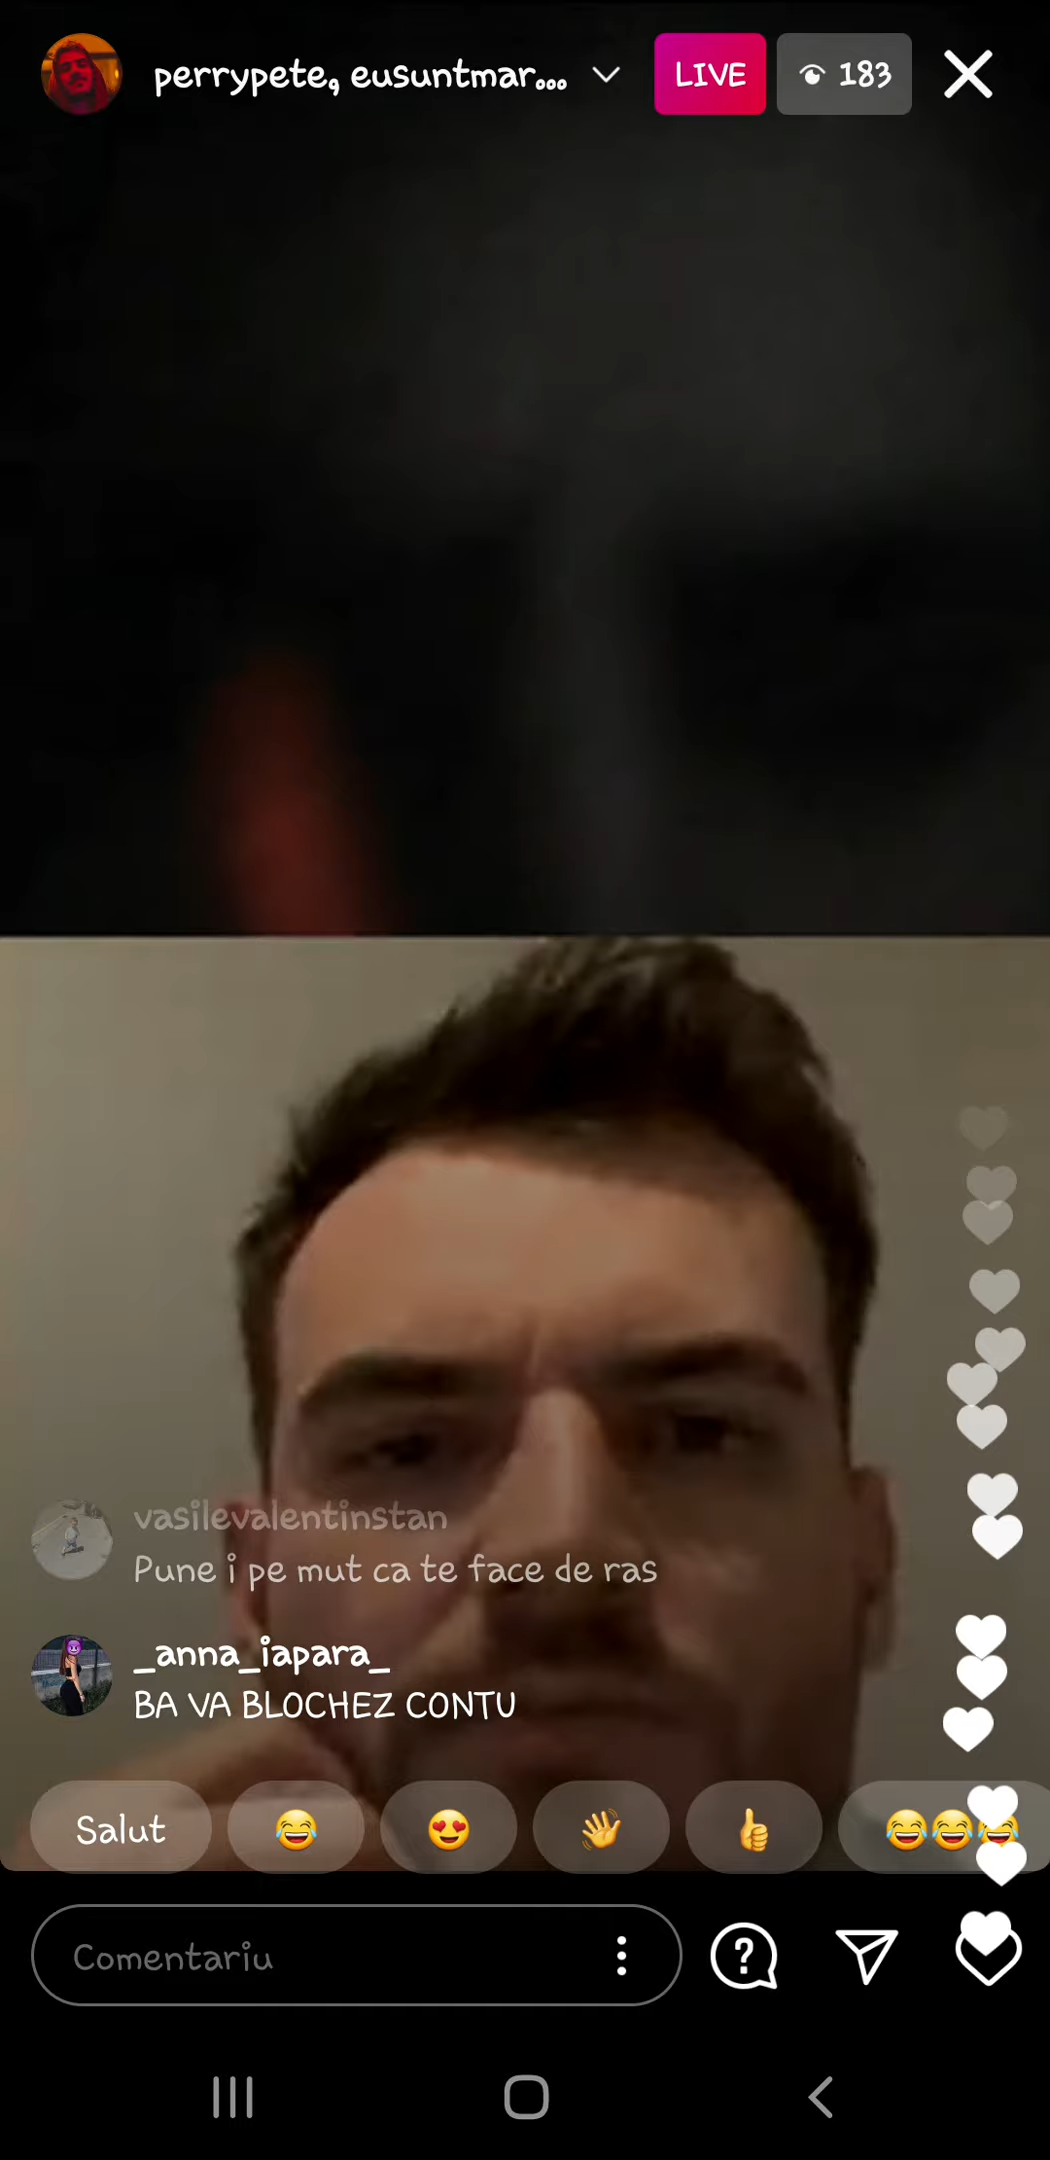 perrypete, eusuntmar...
LIVE
183
vasilevalentinstan
Pune i pe mut ca te face de ras
_anna_iapara_
BA VA BLOCHEZ CONTU
Salut
Comentariu